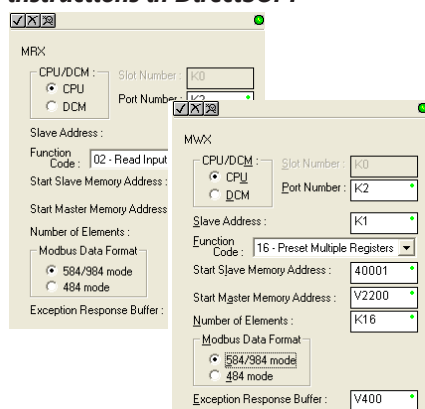 MRX
CPU/DCM :
Slot Number : K0
CPU
DCM
Port Number :
Slave Address :
Function Code : 02 - Read Input
Start Slave Memory Address :
Start Master Memory Address
Number of Elements :
Modbus Data Format
584/984 mode
484 mode
Exception Response Buffer :
MWX
CPU/DCM :
Slot Number : K0
CPU
DCM
Port Number : K2
Slave Address : K1
Function Code : 16 - Preset Multiple Registers
Start Slave Memory Address : 40001
Start Master Memory Address : V2200
Number of Elements : K16
Modbus Data Format
584/984 mode
484 mode
Exception Response Buffer : V400